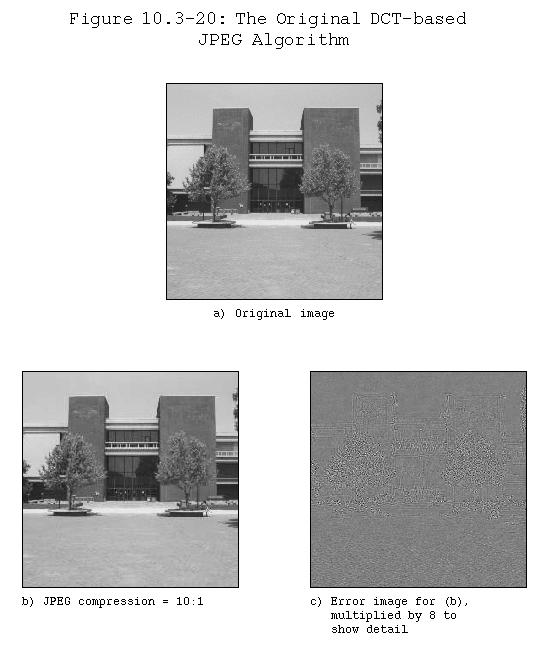 Figure 10.3-20: The Original DCT-based
JPEG Algorithm
a) Original image
b) JPEG compression = 10:1
c) Error image for (b),
multiplied by 8 to
show detail